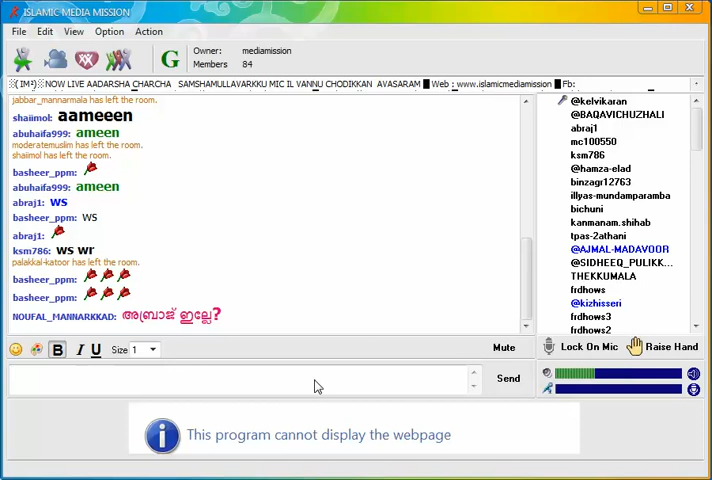 ISLAMIC MEDIA MISSION
File Edit View Option Action
G
Owner: mediamission
Members 84
NOW LIVE AADARSHA CHARCHA SAMSHAMULLAVARKKU MIC IL VANNU CHODIKKAN AVASARAM Web : www.islamicmediamission Fb:
jabbar_mannarmala has left the room.
shaiimol: aameeen
abuhaifa999: ameen
moderatemuslim has left the room.
shaiimol has left the room.
basheer_ppm:
abuhaifa999: ameen
abraj1: ws
basheer_ppm: ws
abraj1:
ksm786: ws wr
palakkal-katoor has left the room.
basheer_ppm:
basheer_ppm:
NOUFAL_MANNARKKAD: അബ്രാജ് ഇല്ലേ?
@kelvikaran
@BAQAVICHUZHALI
abraj1
mc100550
ksm786
@hamza-elad
binzagr12763
illyas-mundamparamba
bichuni
kanmanam.shihab
tpas-2athani
@AJMAL-MADAVOOR
@SIDHEEQ_PULIKK...
THEKKUMALA
frdhows
@kizhisseri
frdhows3
frdhows2
B I U Size 1 Mute
Lock On Mic Raise Hand
Send
This program cannot display the webpage